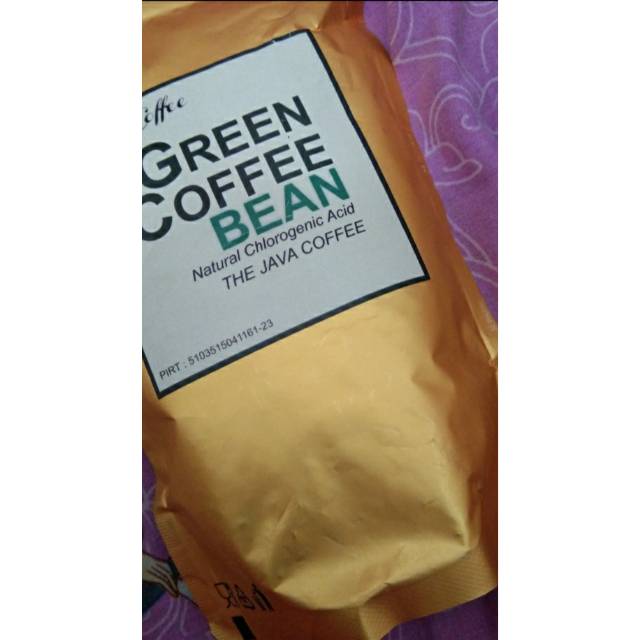 Coffee
GREEN
COFFEE
BEAN
Natural Chlorogenic Acid
THE JAVA COFFEE
PIRT : 5103515041161-23